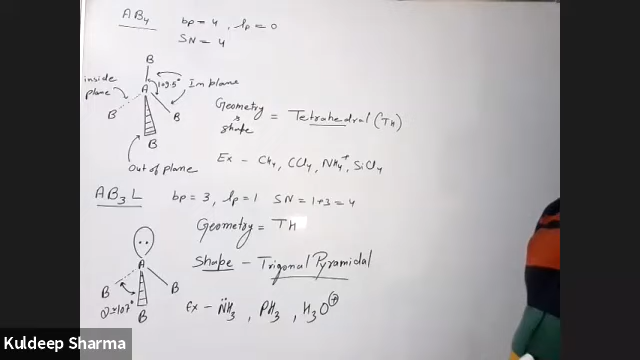 AB₄ bp = 4, lp = 0
SN = 4
B
109.5°
inside plane
In plane
A
B
B
B
Out of plane
Geometry & shape = Tetrahedral (TH)
Ex - CH₄, CCl₄, NH₄⁺, SiCl₄
AB₃L bp = 3, lp = 1 SN = 1+3 = 4
Geometry = TH
A
B
B
B
107°
Shape - Trigonal Pyramidal
Ex - N̈H₃, PH₃, H₃O⁺
Kuldeep Sharma